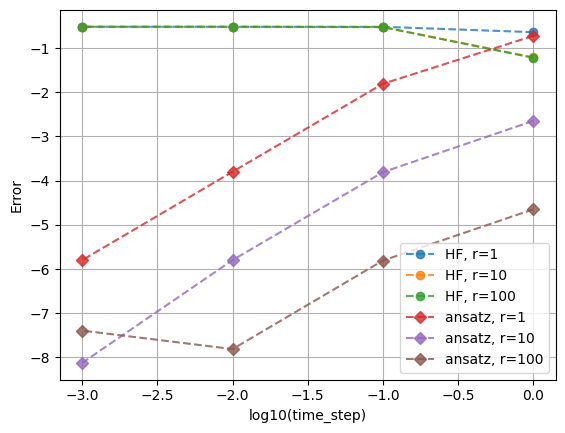 −1
−2
−3
−4
−5
−6
−7
−8
Error
−3.0 −2.5 −2.0 −1.5 −1.0 −0.5 0.0
log10(time_step)
HF, r=1
HF, r=10
HF, r=100
ansatz, r=1
ansatz, r=10
ansatz, r=100